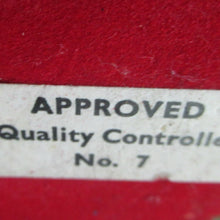 APPROVED
Quality Controlle
No. 7